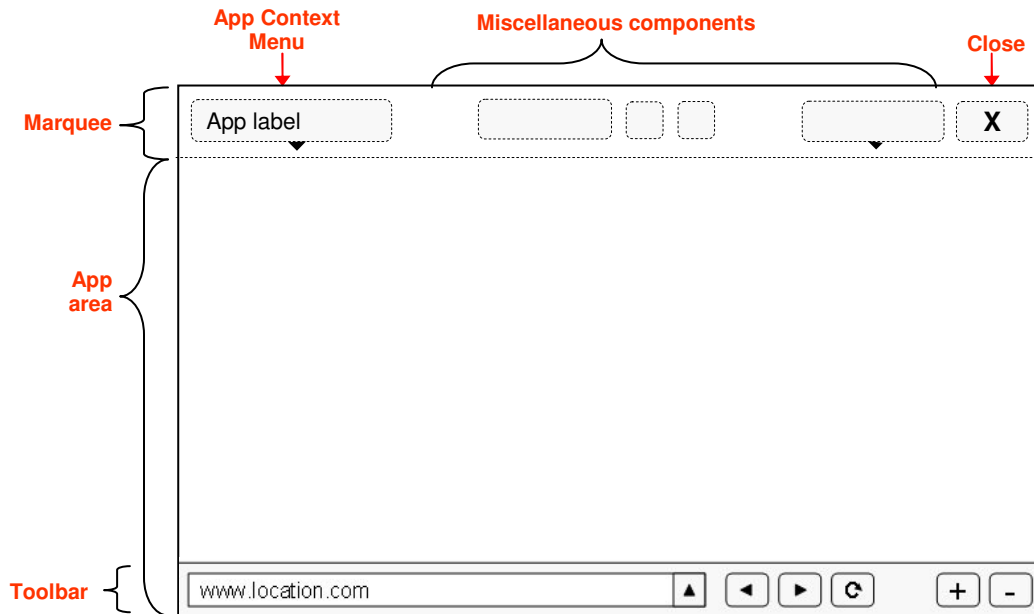 App Context
Menu
Miscellaneous components
Close
Marquee
App label
X
App
area
Toolbar
www.location.com
+
-